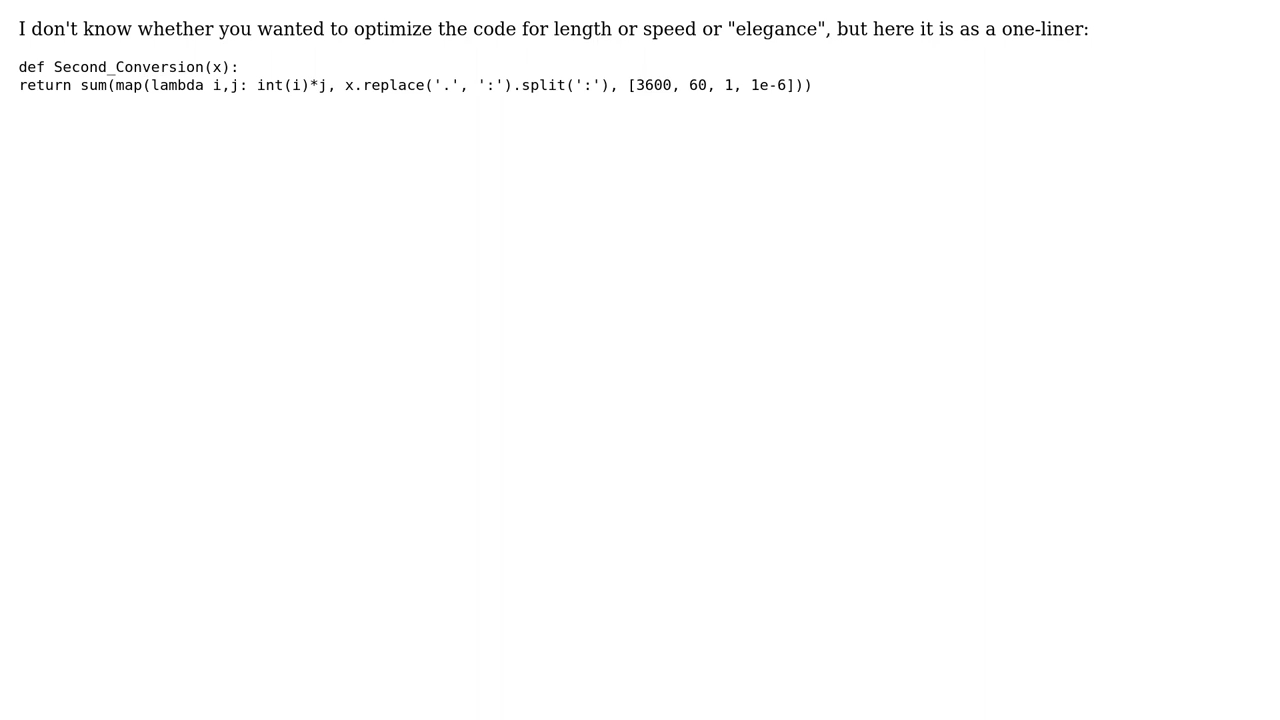 I don't know whether you wanted to optimize the code for length or speed or "elegance", but here it is as a one-liner:
def Second_Conversion(x):
return sum(map(lambda i,j: int(i)*j, x.replace('.', ':').split(':'), [3600, 60, 1, 1e-6]))